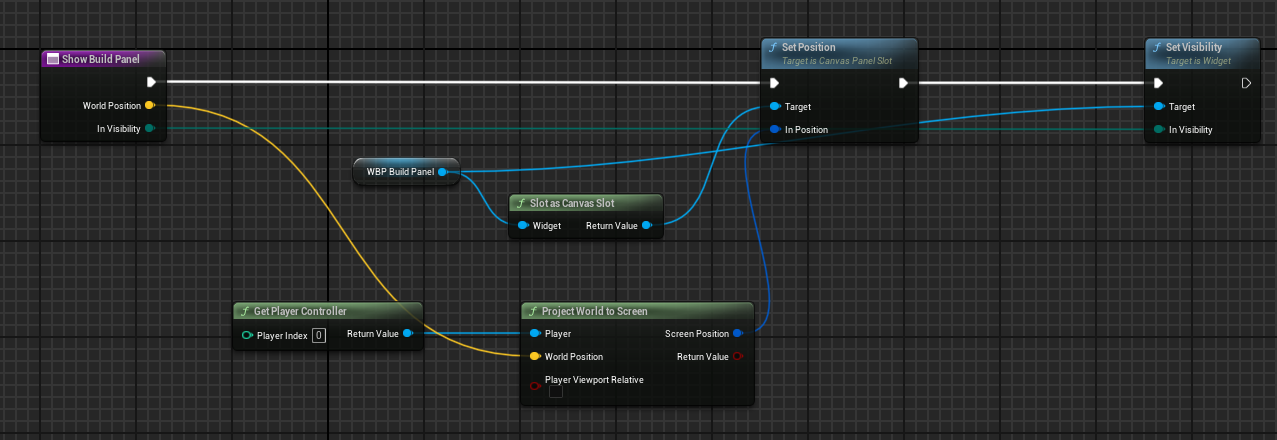 Show Build Panel
World Position
In Visibility
f Set Position
Target is Canvas Panel Slot
Target
In Position
f Set Visibility
Target is Widget
Target
In Visibility
WBP Build Panel
f Slot as Canvas Slot
Widget Return Value
f Get Player Controller
Player Index 0 Return Value
f Project World to Screen
Player Screen Position
World Position Return Value
Player Viewport Relative